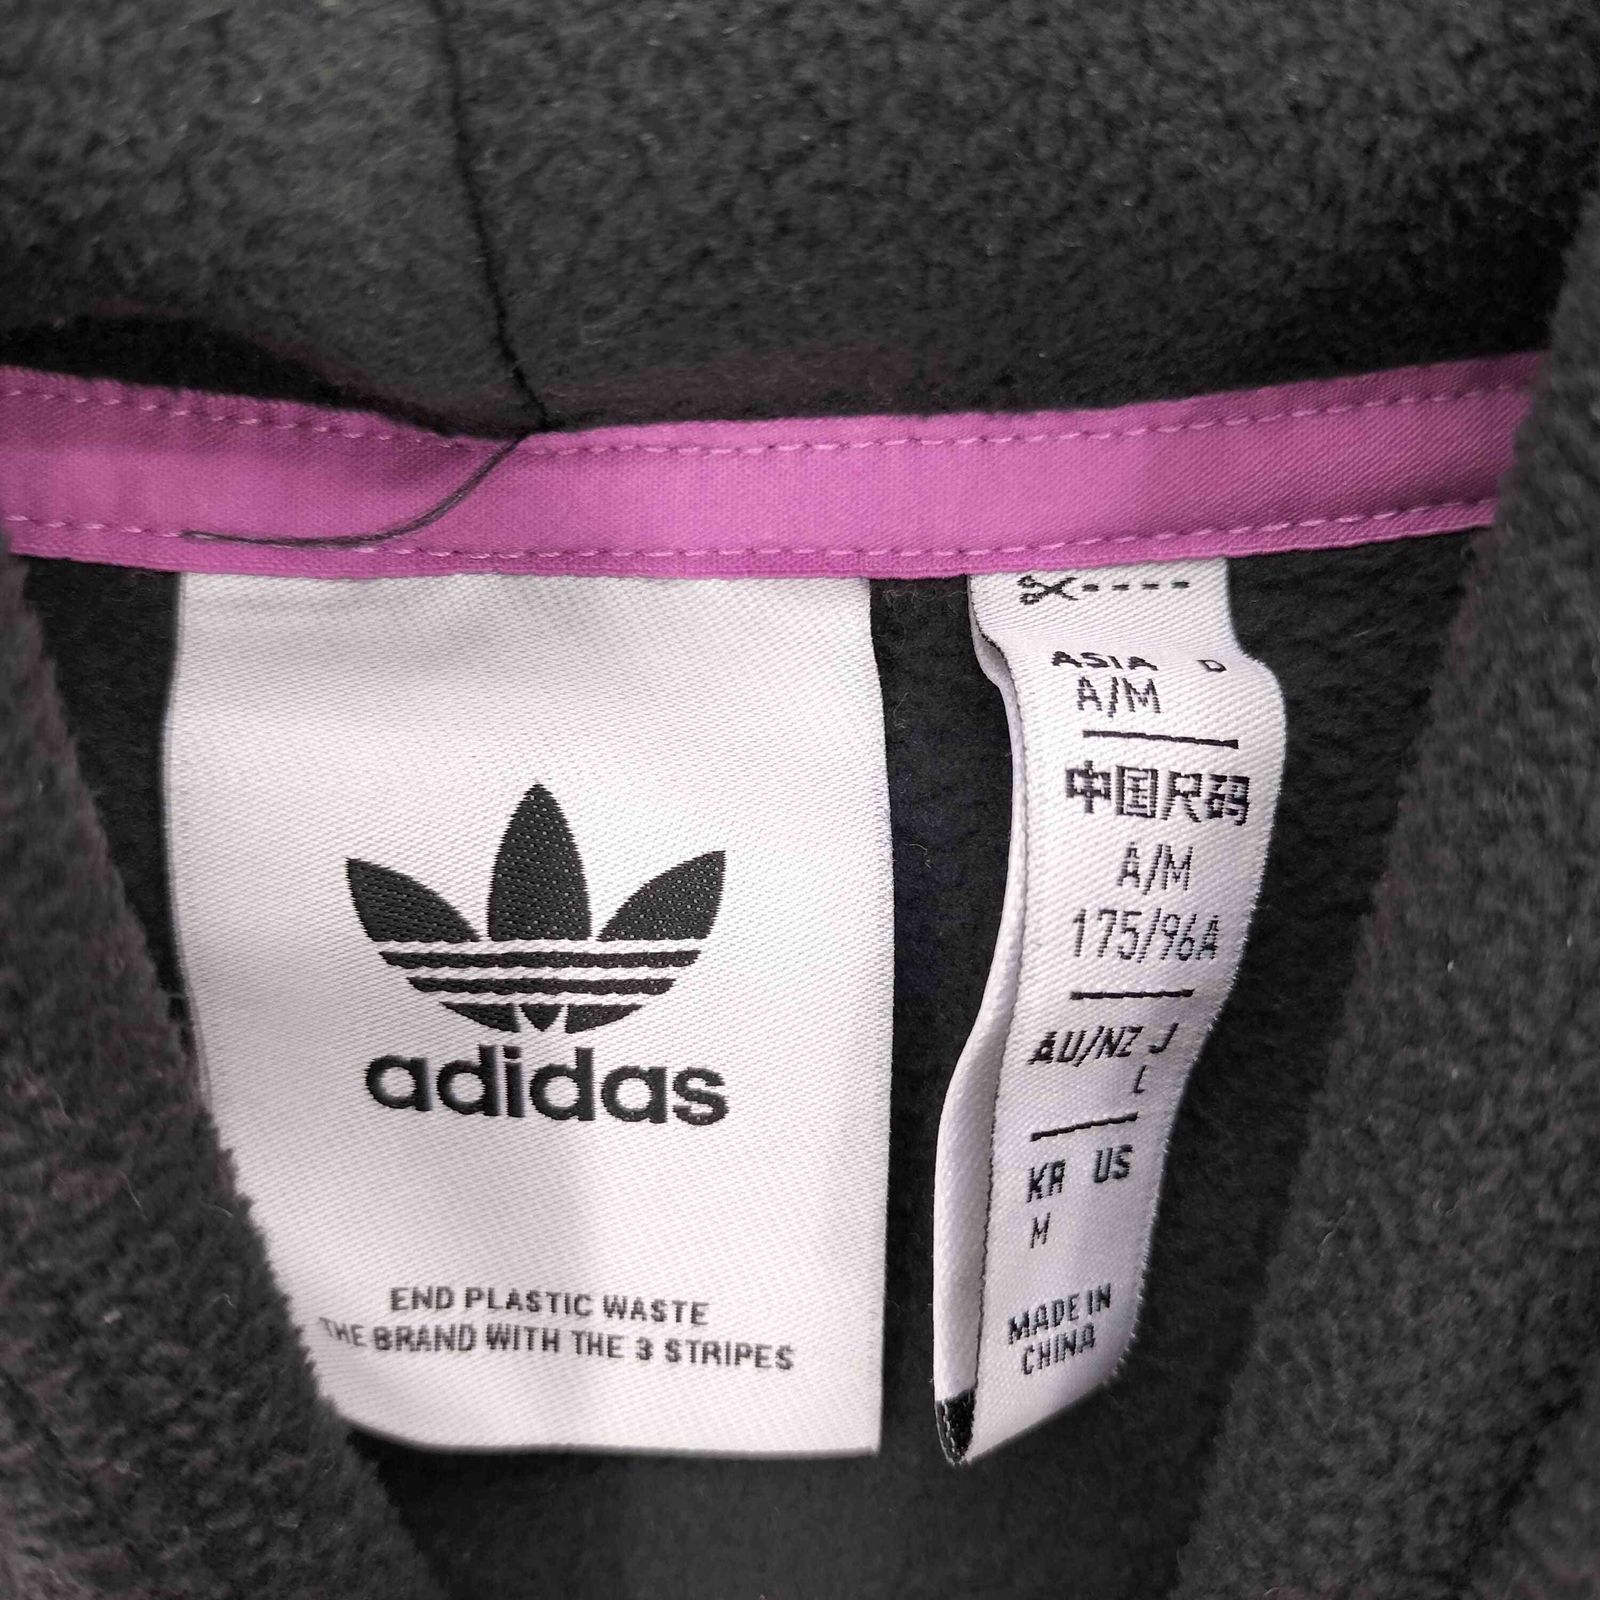 adidas
END PLASTIC WASTE
THE BRAND WITH THE 3 STRIPES
ASIA D
A/M
中国尺码
A/M
175/96A
AU/NZ J
L
KR US
M
MADE IN
CHINA